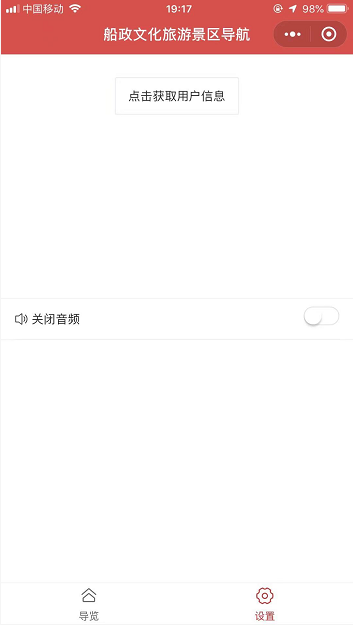 中国移动
19:17
98%
船政文化旅游景区导航
点击获取用户信息
关闭音频
导览
设置